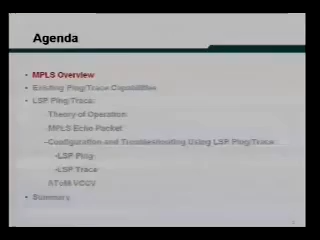 Agenda
• MPLS Overview
• Existing Ping/Trace Capabilities
• LSP Ping/Trace:
-Theory of Operation
-MPLS Echo Packet
-Configuration and Troubleshooting Using LSP Ping/Trace
-LSP Ping
-LSP Trace
-AToM VCCV
• Summary